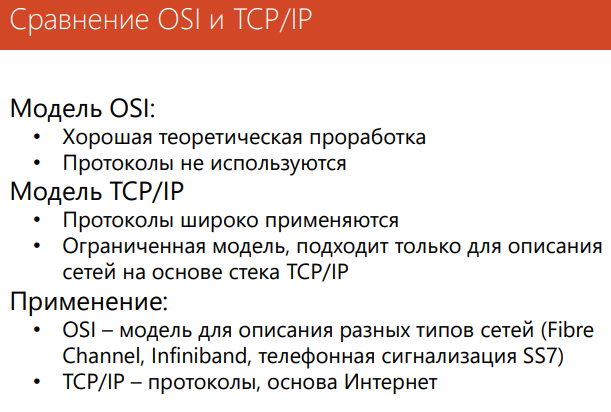 Сравнение OSI и TCP/IP
Модель OSI:
• Хорошая теоретическая проработка
• Протоколы не используются
Модель TCP/IP
• Протоколы широко применяются
• Ограниченная модель, подходит только для описания
сетей на основе стека TCP/IP
Применение:
• OSI – модель для описания разных типов сетей (Fibre
Channel, Infiniband, телефонная сигнализация SS7)
• TCP/IP – протоколы, основа Интернет